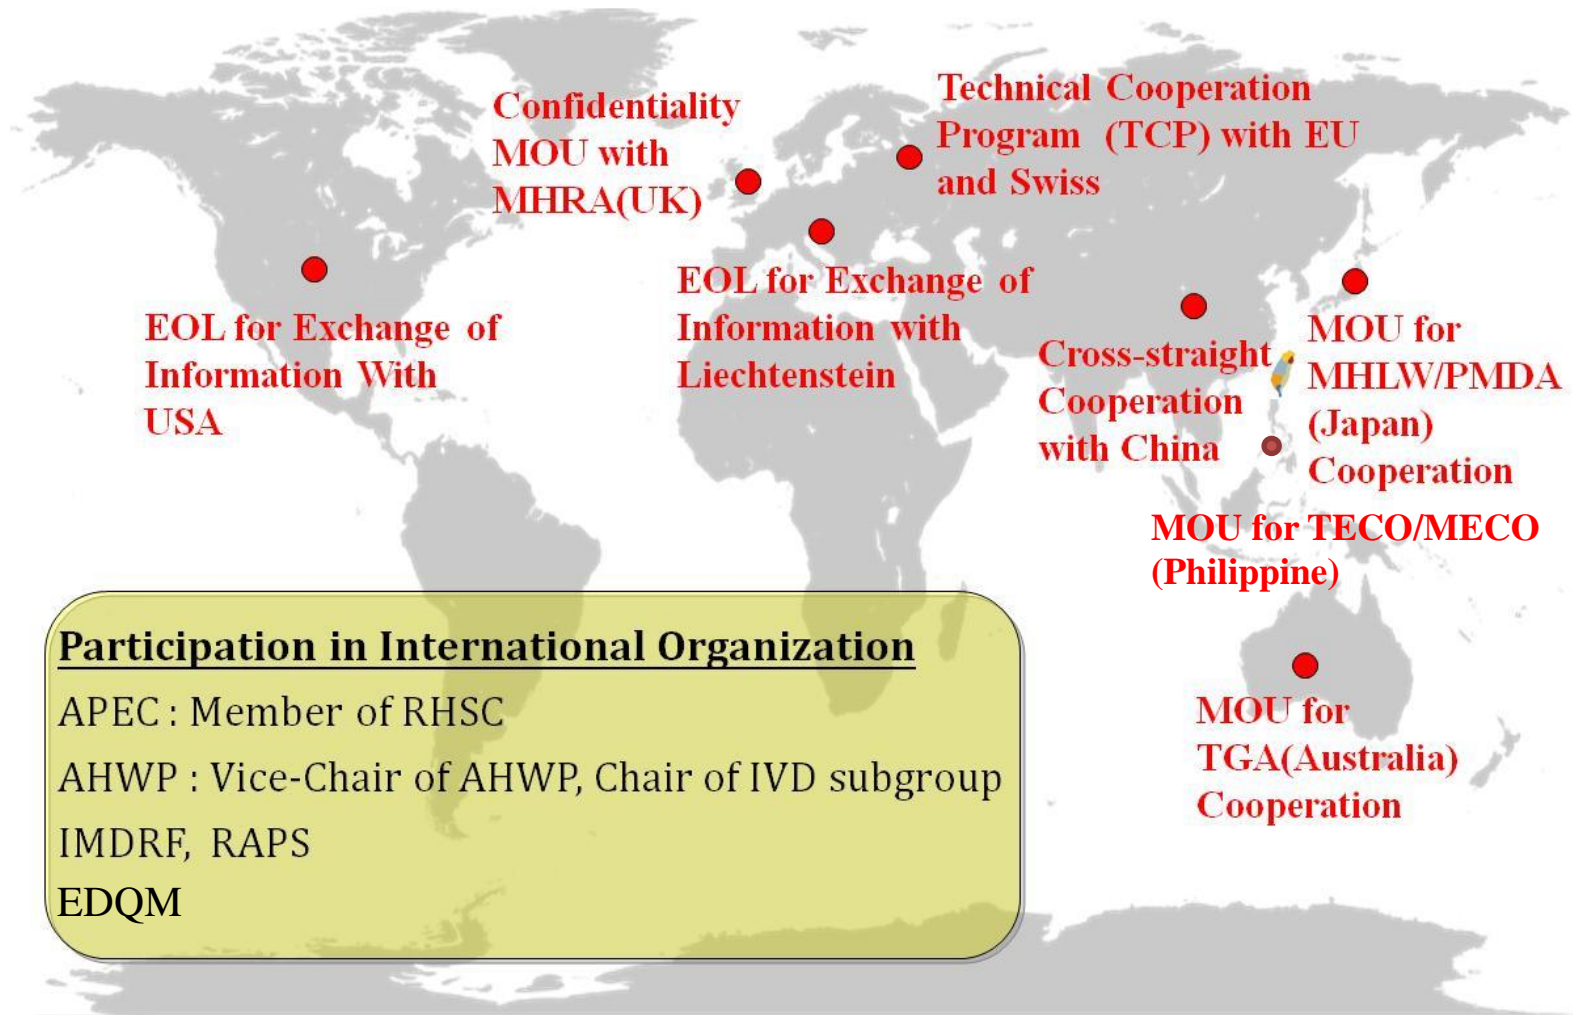 Confidentiality
MOU with
MHRA(UK)
Technical Cooperation
Program (TCP) with EU
and Swiss
EOL for Exchange of
Information With
USA
EOL for Exchange of
Information with
Liechtenstein
Cross-straight
Cooperation
with China
MOU for
MHLW/PMDA
(Japan)
Cooperation
MOU for TECO/MECO
(Philippine)
MOU for
TGA(Australia)
Cooperation
Participation in International Organization
APEC : Member of RHSC
AHWP : Vice-Chair of AHWP, Chair of IVD subgroup
IMDRF, RAPS
EDQM